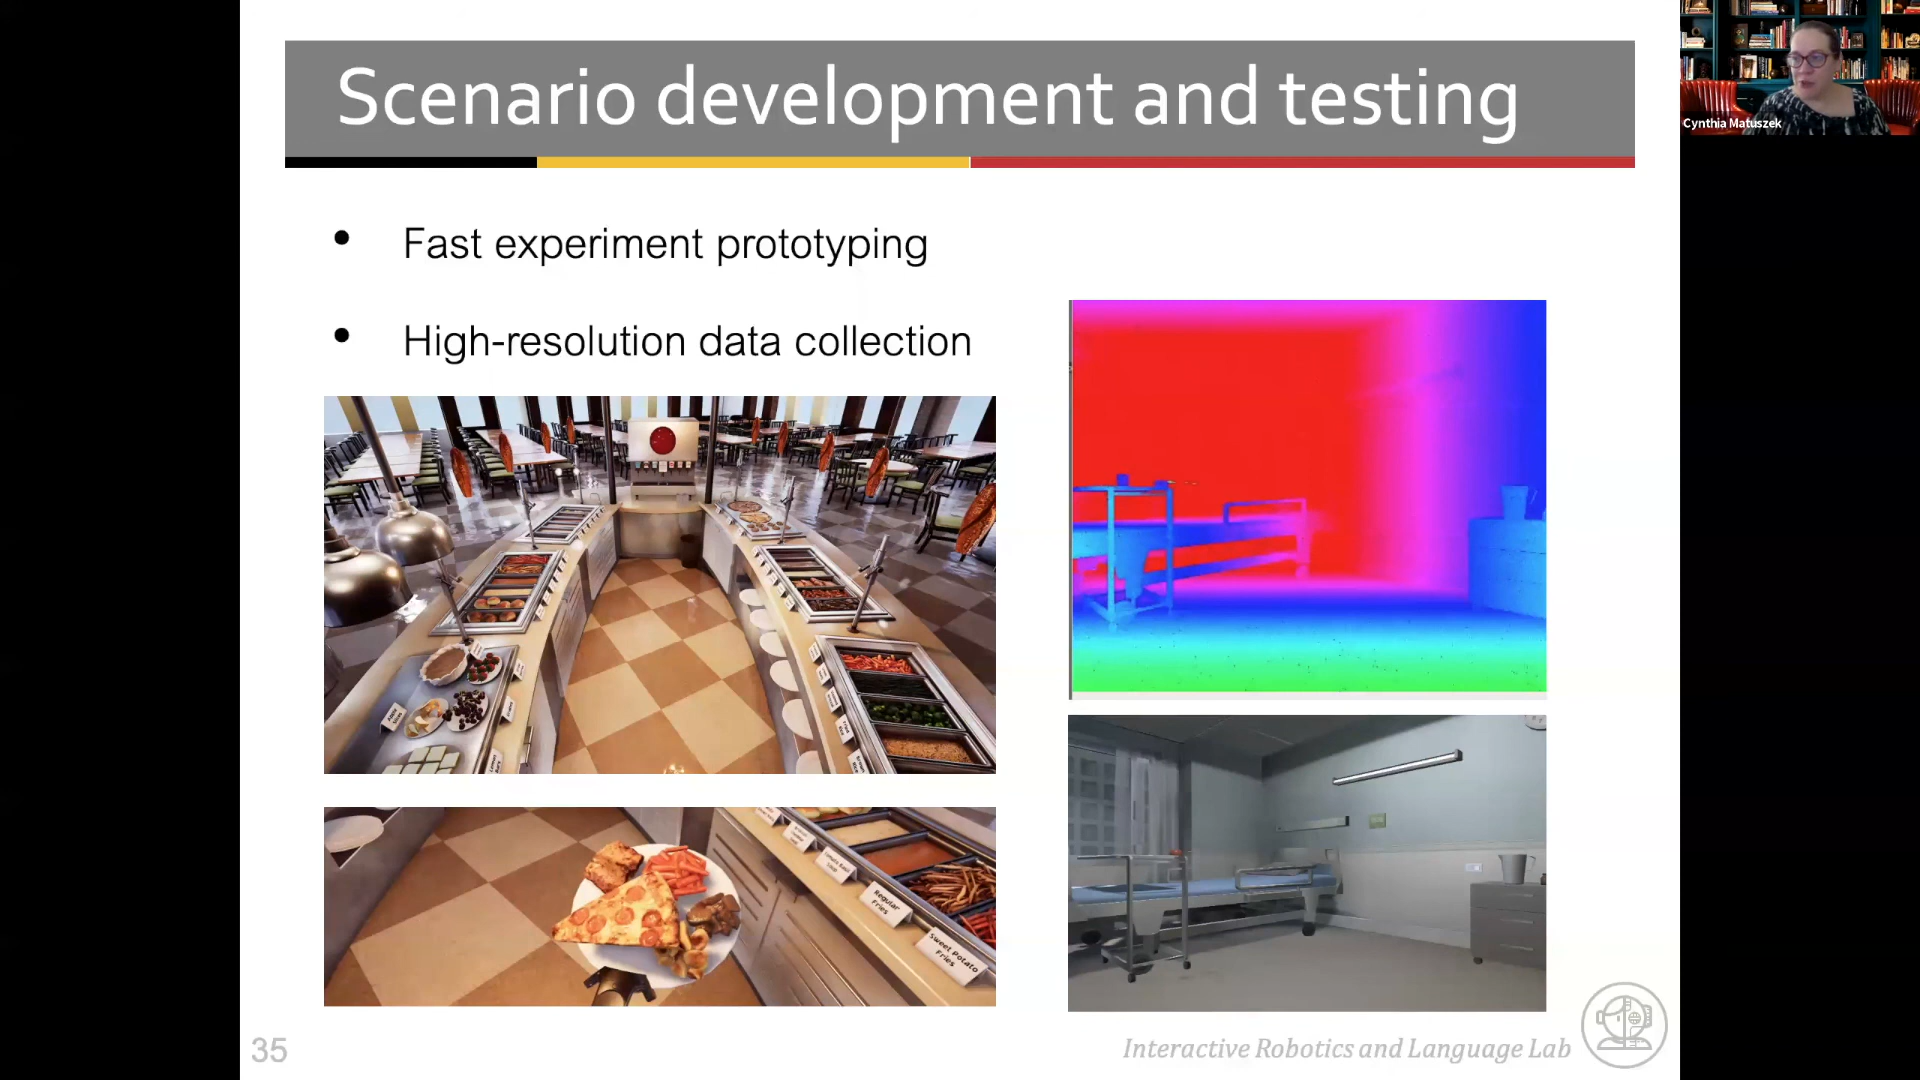 Scenario development and testing
Cynthia Matuszek
• Fast experiment prototyping
• High-resolution data collection
Regular
Fries
Sweet Potato
Fries
35
Interactive Robotics and Language Lab